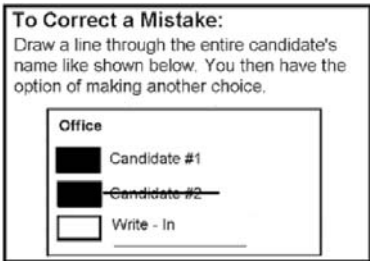 To Correct a Mistake:
Draw a line through the entire candidate's
name like shown below. You then have the
option of making another choice.
Office
Candidate #1
Candidate #2
Write - In